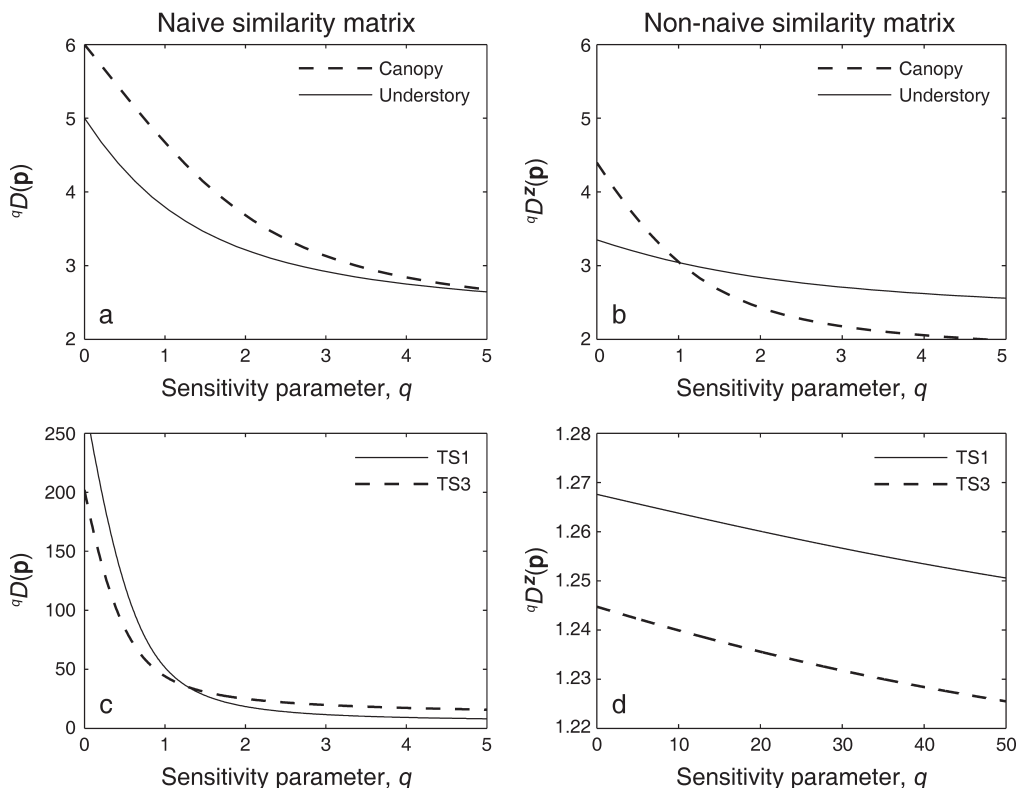 Naive similarity matrix
6
5
4
3
2
0 1 2 3 4 5
qD(p)
Canopy
Understory
a
Sensitivity parameter, q
Non-naive similarity matrix
6
5
4
3
2
0 1 2 3 4 5
qDZ(p)
Canopy
Understory
b
Sensitivity parameter, q
250
200
150
100
50
0
0 1 2 3 4 5
qD(p)
TS1
TS3
c
Sensitivity parameter, q
1.28
1.27
1.26
1.25
1.24
1.23
1.22
0 10 20 30 40 50
qDZ(p)
TS1
TS3
d
Sensitivity parameter, q